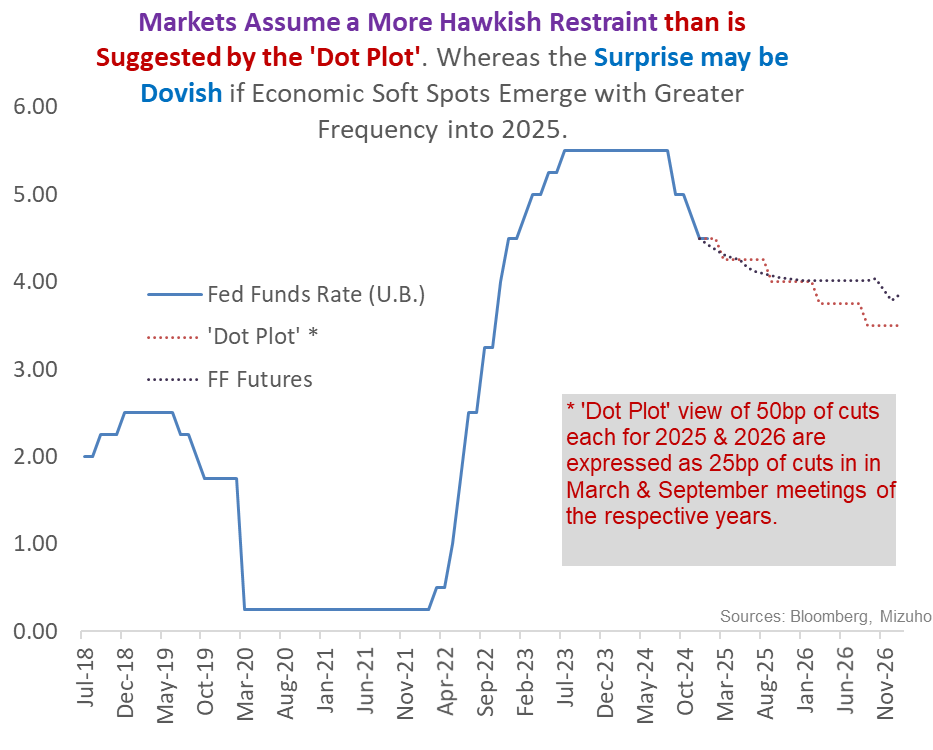 Markets Assume a More Hawkish Restraint than is
Suggested by the 'Dot Plot'. Whereas the Surprise may be
Dovish if Economic Soft Spots Emerge with Greater
Frequency into 2025.
6.00
5.00
4.00
3.00
2.00
1.00
0.00
Fed Funds Rate (U.B.)
'Dot Plot' *
FF Futures
* 'Dot Plot' view of 50bp of cuts
each for 2025 & 2026 are
expressed as 25bp of cuts in in
March & September meetings of
the respective years.
Sources: Bloomberg, Mizuho
Jul-18
Dec-18
May-19
Oct-19
Mar-20
Aug-20
Jan-21
Jun-21
Nov-21
Apr-22
Sep-22
Feb-23
Jul-23
Dec-23
May-24
Oct-24
Mar-25
Aug-25
Jan-26
Jun-26
Nov-26